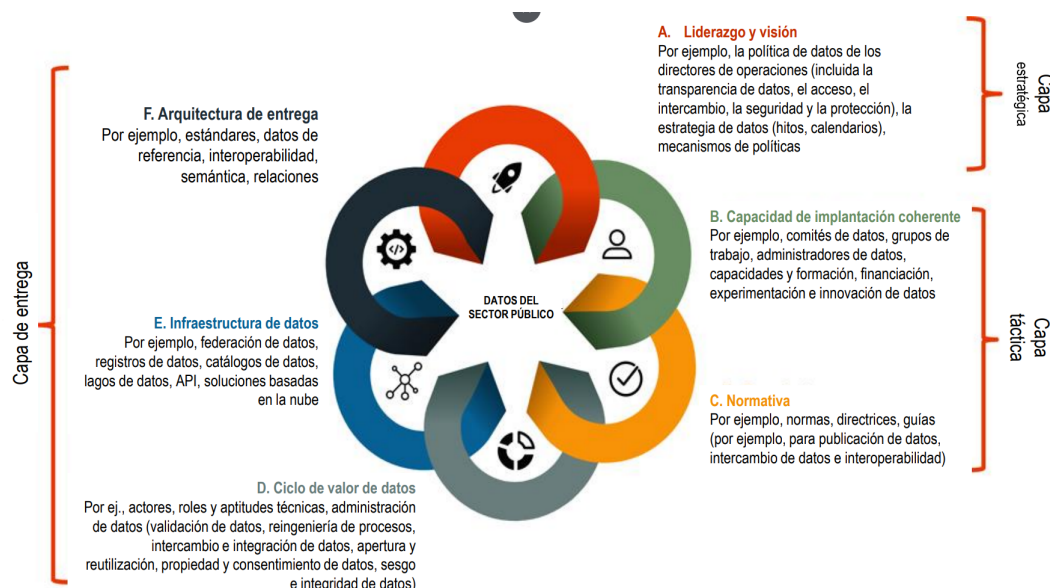 A. Liderazgo y visión
Por ejemplo, la política de datos de los
directores de operaciones (incluida la
transparencia de datos, el acceso, el
intercambio, la seguridad y la protección), la
estrategia de datos (hitos, calendarios),
mecanismos de políticas
Capa
estratégica
B. Capacidad de implantación coherente
Por ejemplo, comités de datos, grupos de
trabajo, administradores de datos,
capacidades y formación, financiación,
experimentación e innovación de datos
C. Normativa
Por ejemplo, normas, directrices, guías
(por ejemplo, para publicación de datos,
intercambio de datos e interoperabilidad)
Capa
táctica
D. Ciclo de valor de datos
Por ej., actores, roles y aptitudes técnicas, administración
de datos (validación de datos, reingeniería de procesos,
intercambio e integración de datos, apertura y
reutilización, propiedad y consentimiento de datos, sesgo
e integridad de datos)
E. Infraestructura de datos
Por ejemplo, federación de datos,
registros de datos, catálogos de datos,
lagos de datos, API, soluciones basadas
en la nube
F. Arquitectura de entrega
Por ejemplo, estándares, datos de
referencia, interoperabilidad,
semántica, relaciones
Capa de entrega
DATOS DEL
SECTOR PÚBLICO